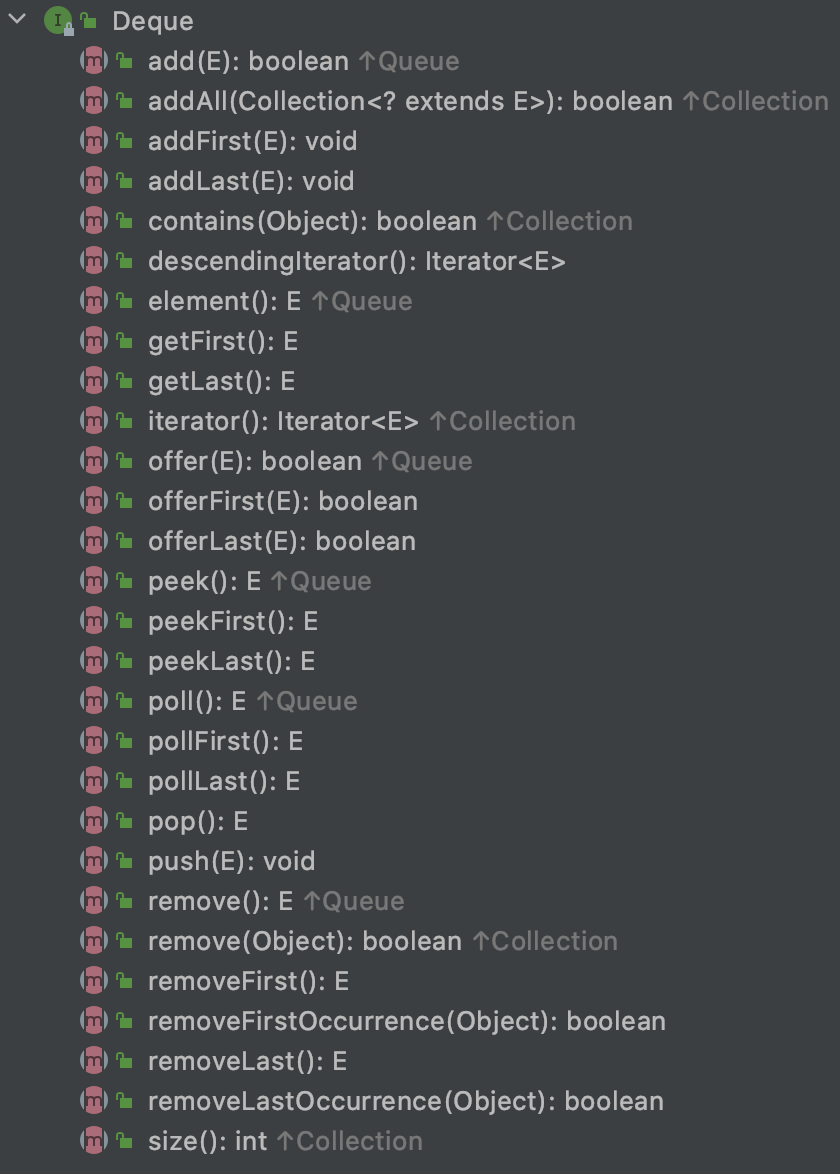 Deque
add(E): boolean ↑Queue
addAll(Collection<? extends E>): boolean ↑Collection
addFirst(E): void
addLast(E): void
contains(Object): boolean ↑Collection
descendingIterator(): Iterator<E>
element(): E ↑Queue
getFirst(): E
getLast(): E
iterator(): Iterator<E> ↑Collection
offer(E): boolean ↑Queue
offerFirst(E): boolean
offerLast(E): boolean
peek(): E ↑Queue
peekFirst(): E
peekLast(): E
poll(): E ↑Queue
pollFirst(): E
pollLast(): E
pop(): E
push(E): void
remove(): E ↑Queue
remove(Object): boolean ↑Collection
removeFirst(): E
removeFirstOccurrence(Object): boolean
removeLast(): E
removeLastOccurrence(Object): boolean
size(): int ↑Collection